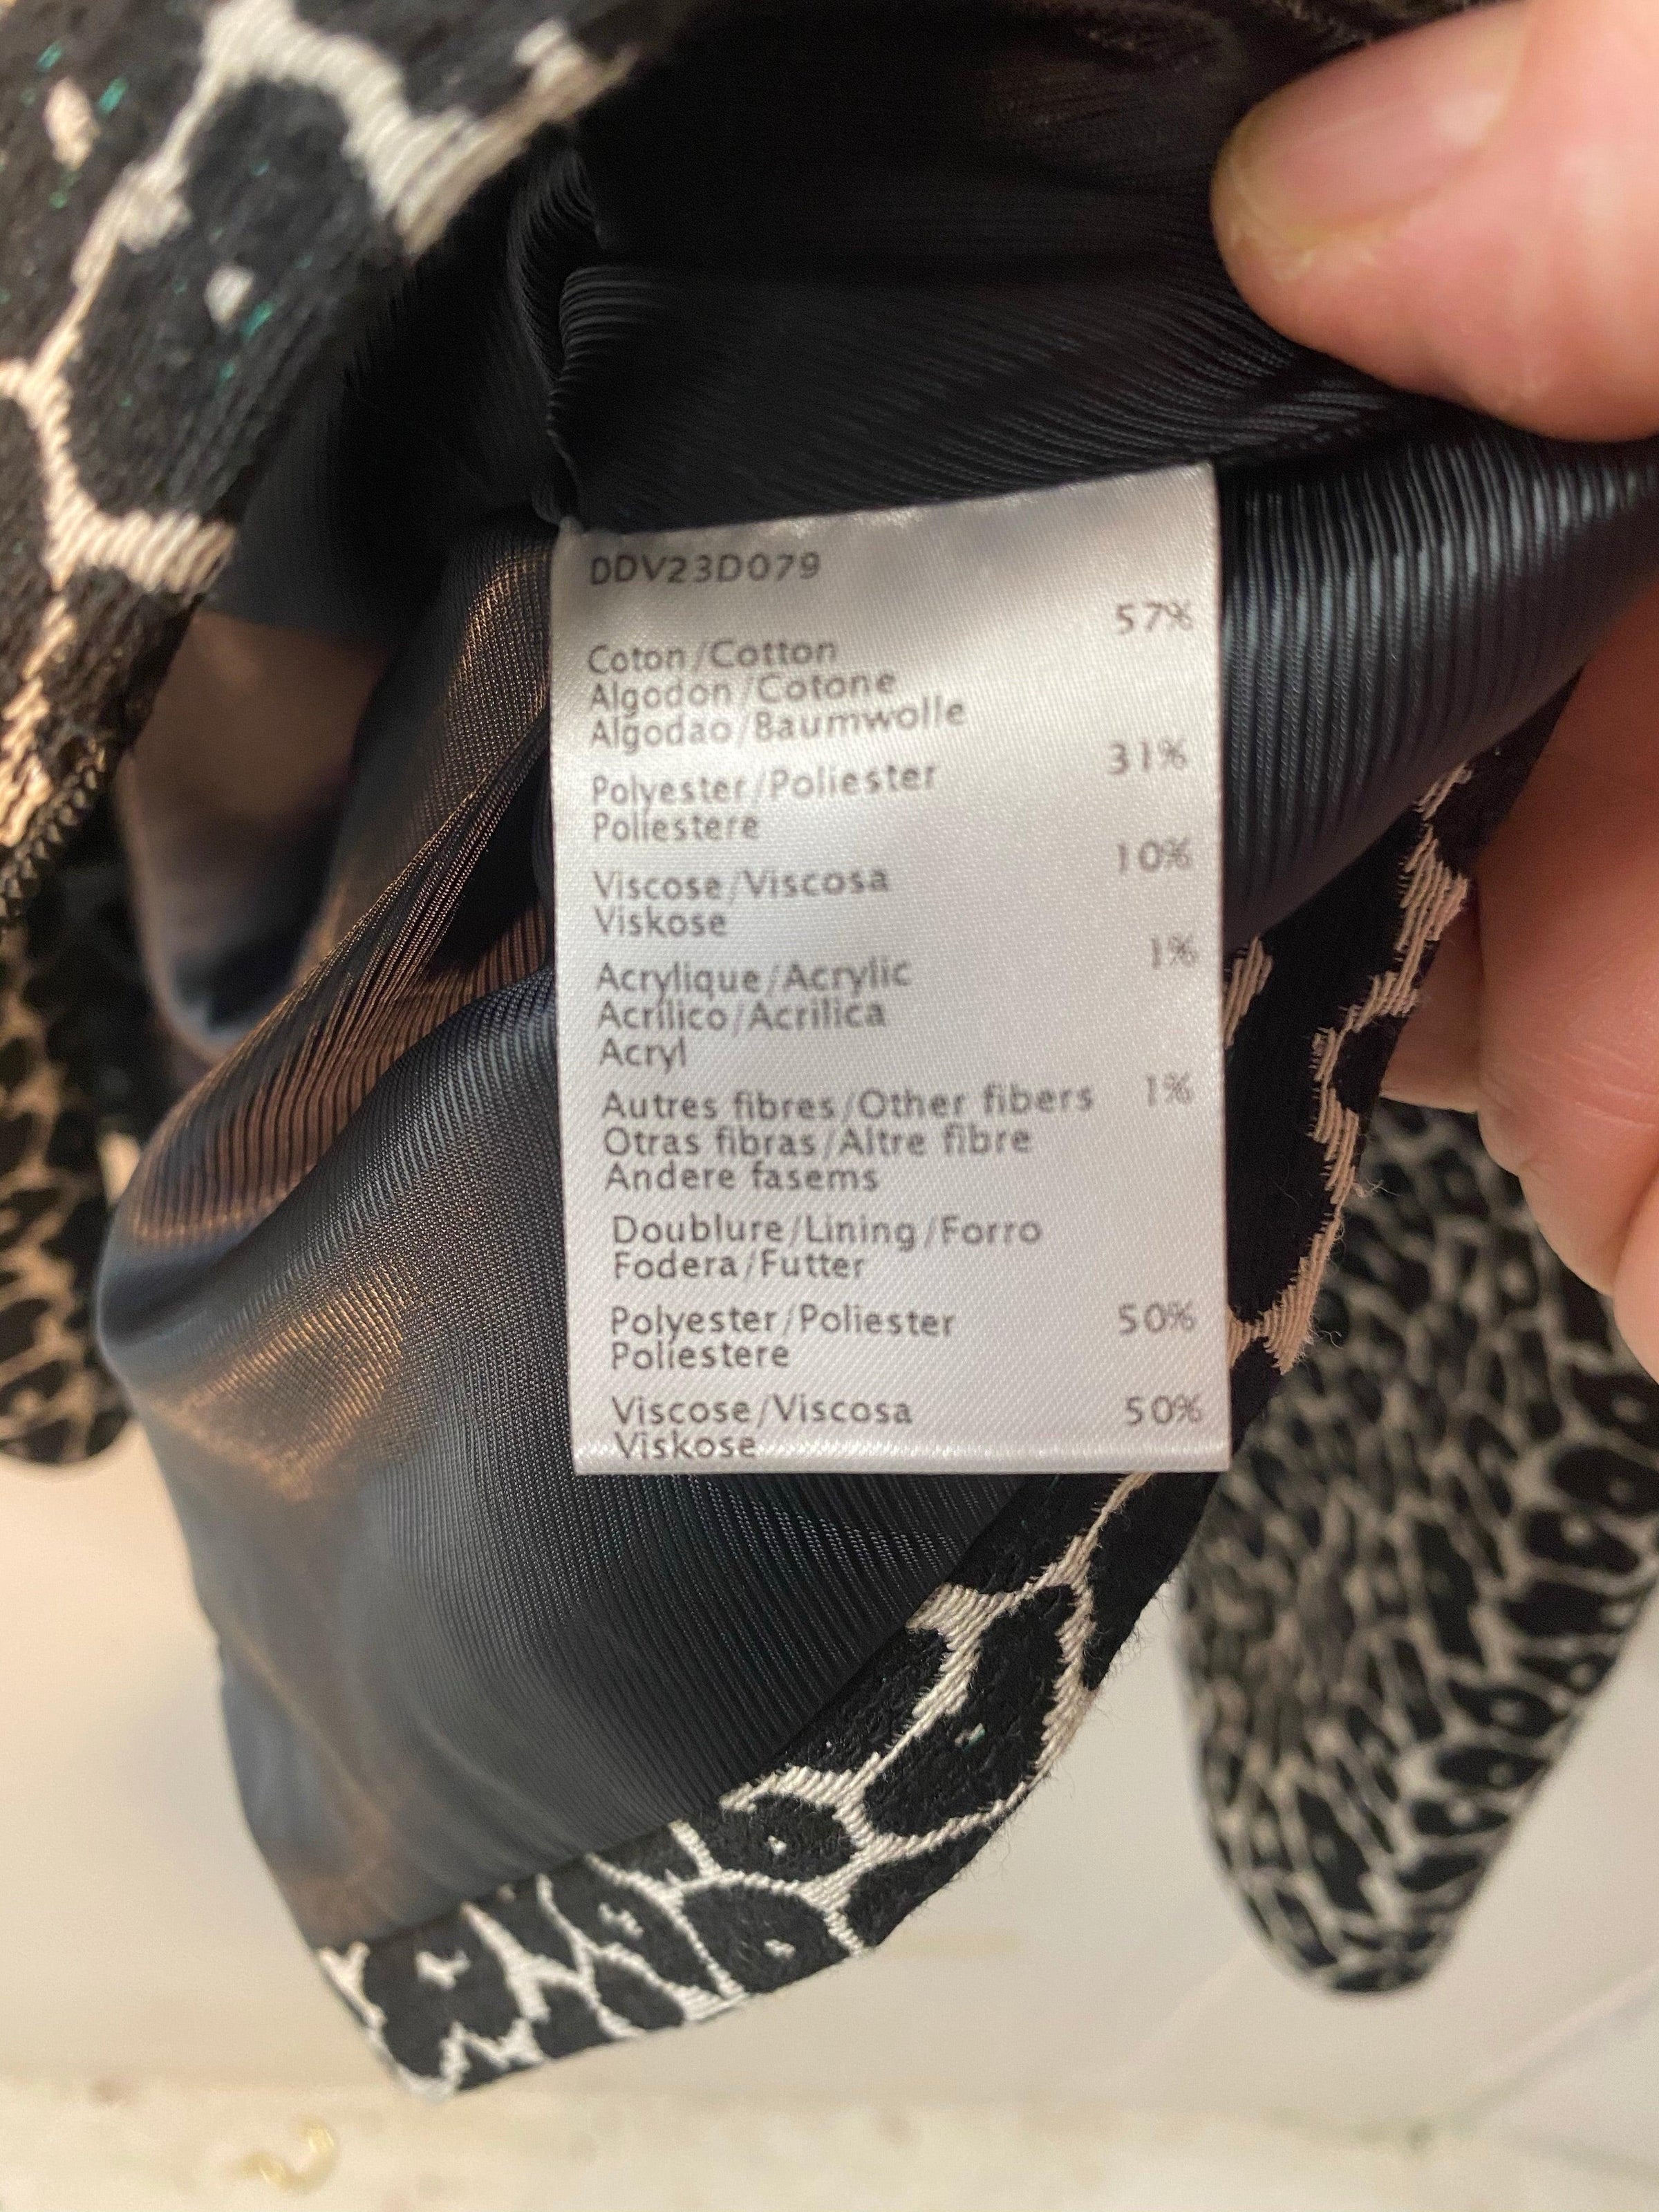 DDV23D079
57%
Coton/Cotton
Algodon/Cotone
Algodao/Baumwolle
31%
Polyester/Poliester
Poliestere
10%
Viscose/Viscosa
Viskose
1%
Acrylique/Acrylic
Acrilico/Acrilica
Acryl
Autres fibres/Other fibers 1%
Otras fibras/Altre fibre
Andere fasems
Doublure/Lining/Forro
Fodera/Futter
Polyester/Poliester 50%
Poliestere
Viscose/Viscosa 50%
Viskose